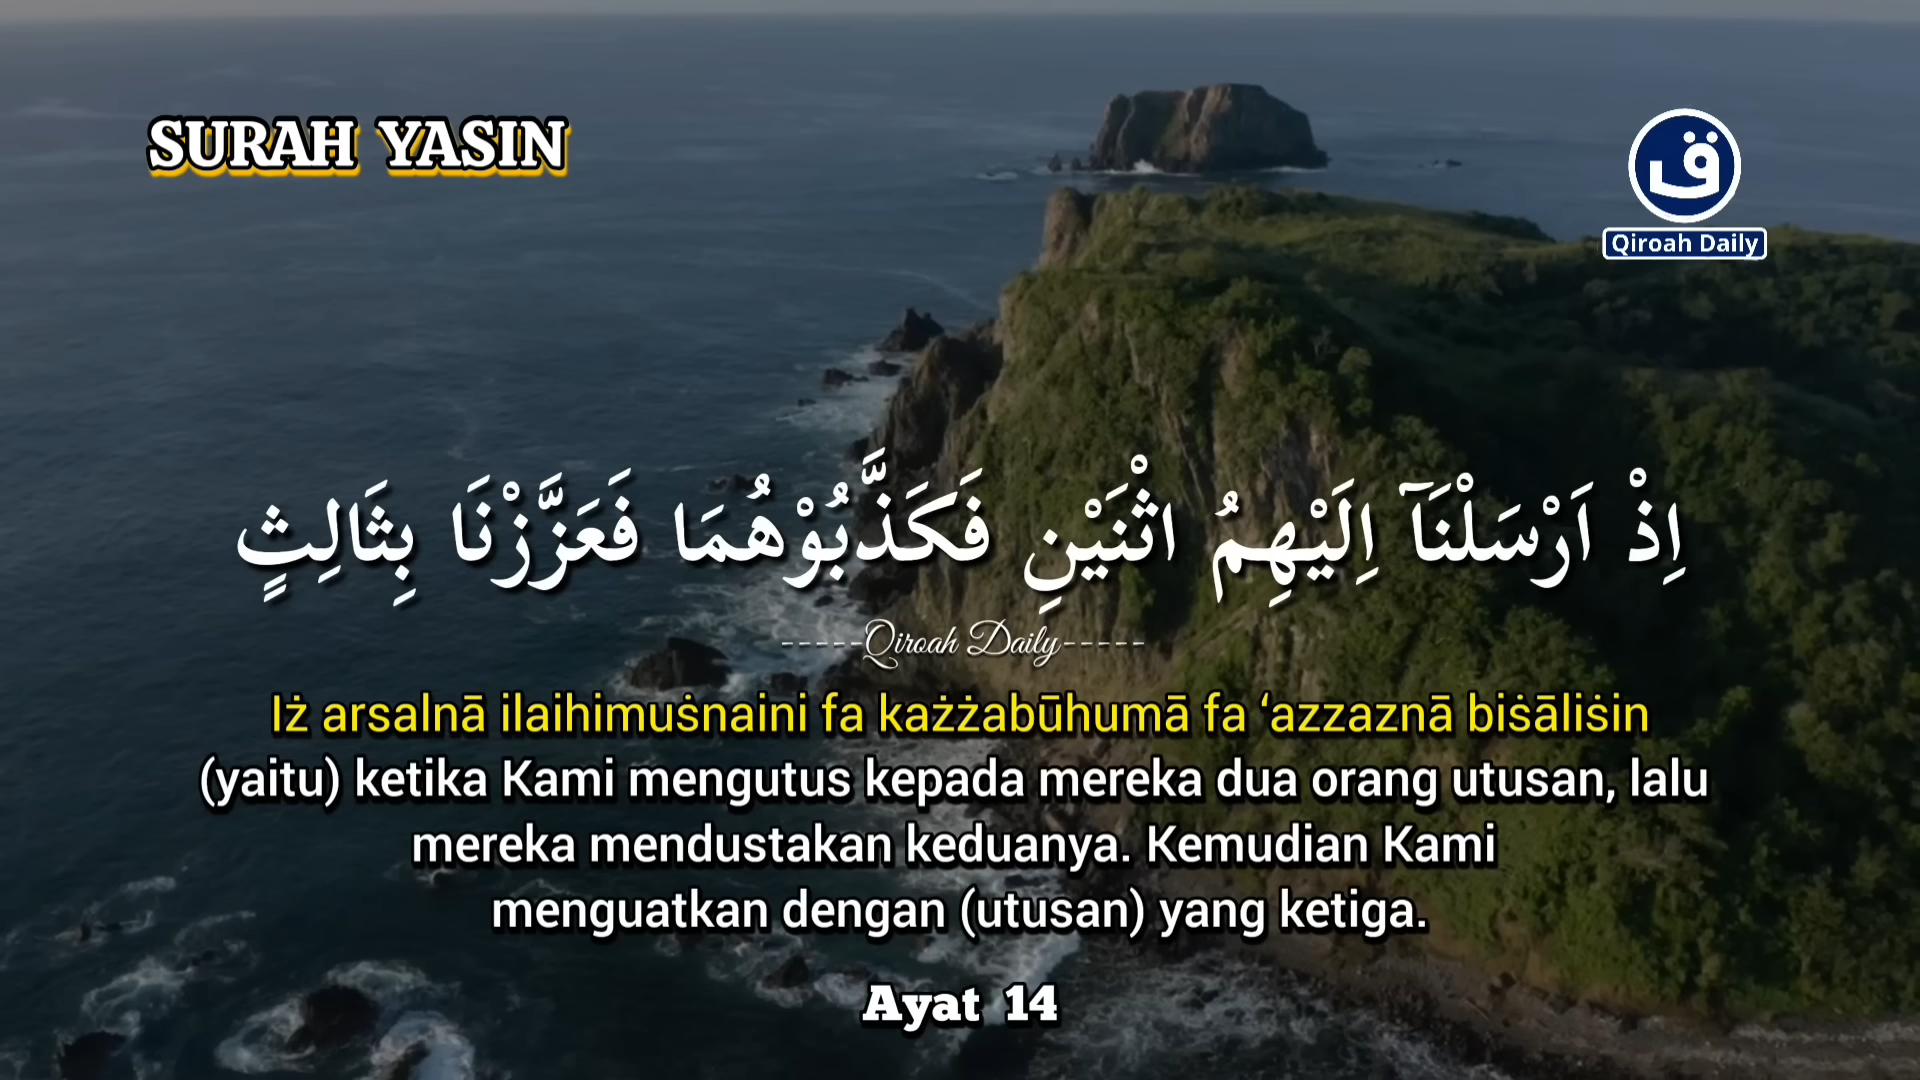 SURAH YASIN
ق
Qiroah Daily
اِذْ اَرْسَلْنَآ اِلَيْهِمُ اثْنَيْنِ فَكَذَّبُوْهُمَا فَعَزَّزْنَا بِثَالِثٍ
-----Qiroah Daily-----
Iż arsalnā ilaihimuṡnaini fa każżabūhumā fa ‘azzaznā biṡāliṡin
(yaitu) ketika Kami mengutus kepada mereka dua orang utusan, lalu
mereka mendustakan keduanya. Kemudian Kami
menguatkan dengan (utusan) yang ketiga.
Ayat 14